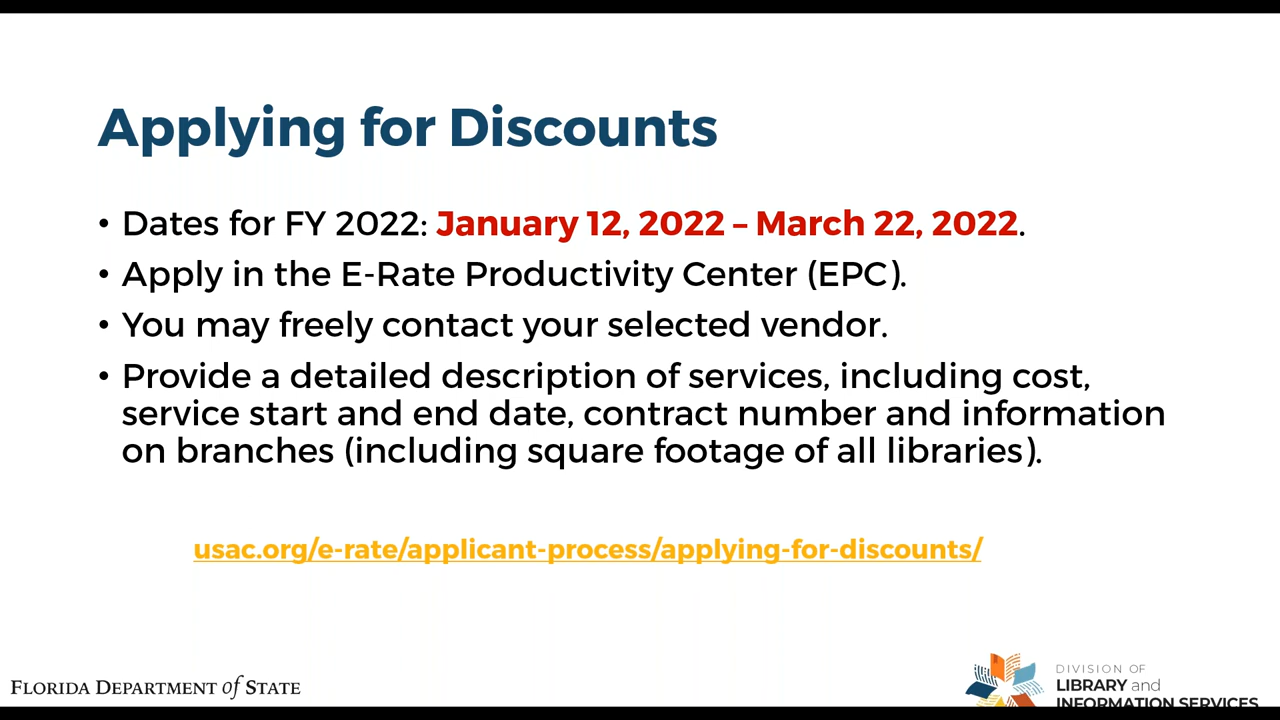 Applying for Discounts
• Dates for FY 2022: January 12, 2022 – March 22, 2022.
• Apply in the E-Rate Productivity Center (EPC).
• You may freely contact your selected vendor.
• Provide a detailed description of services, including cost,
service start and end date, contract number and information
on branches (including square footage of all libraries).
usac.org/e-rate/applicant-process/applying-for-discounts/
FLORIDA DEPARTMENT of STATE
DIVISION OF
LIBRARY and
INFORMATION SERVICES